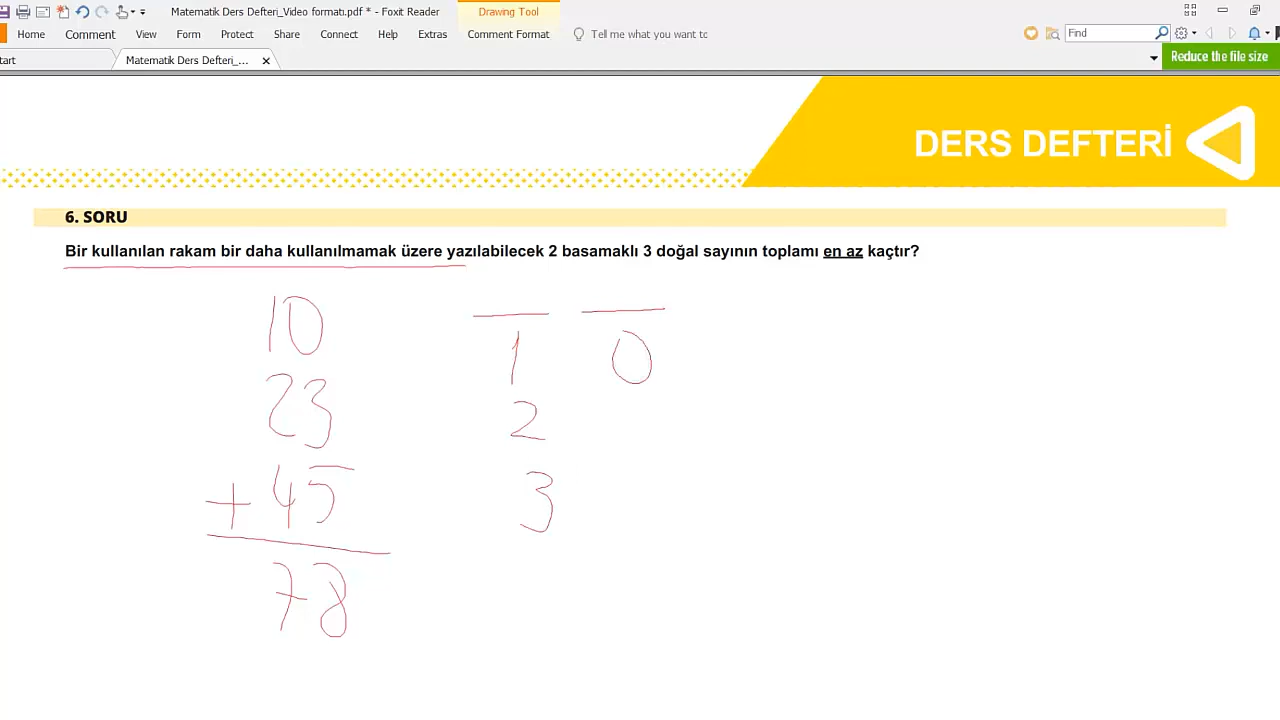 Matematik Ders Defteri_Video formatı.pdf * - Foxit Reader
Drawing Tool
Home Comment View Form Protect Share Connect Help Extras Comment Format Tell me what you want to Find
tart Matematik Ders Defteri_... × Reduce the file size
DERS DEFTERİ
6. SORU
Bir kullanılan rakam bir daha kullanılmamak üzere yazılabilecek 2 basamaklı 3 doğal sayının toplamı en az kaçtır?
10
23
+ 45
78
1 0
2
3